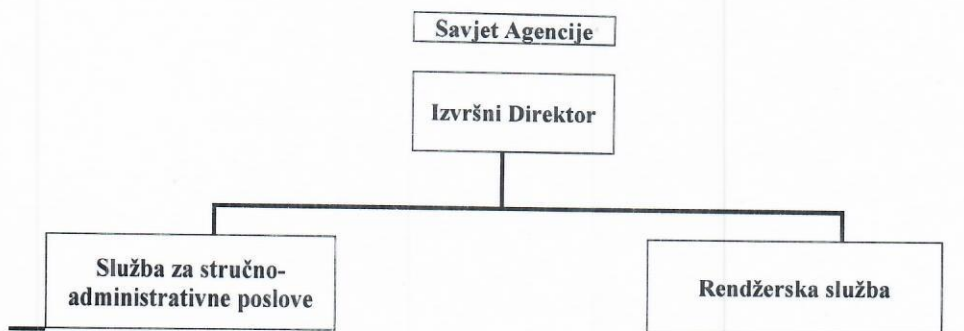 Savjet Agencije
Izvršni Direktor
Služba za stručno-
administrativne poslove
Rendžerska služba